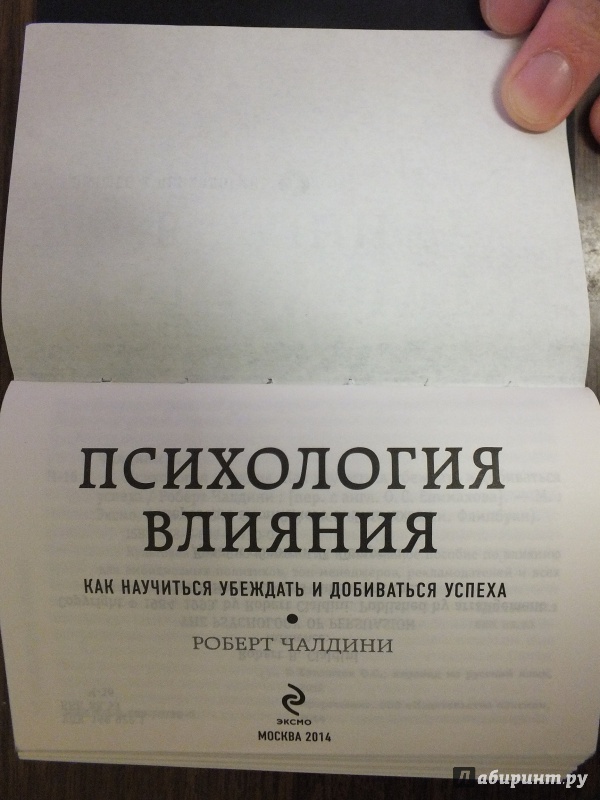 ПСИХОЛОГИЯ
ВЛИЯНИЯ
КАК НАУЧИТЬСЯ УБЕЖДАТЬ И ДОБИВАТЬСЯ УСПЕХА
•
РОБЕРТ ЧАЛДИНИ
ЭКСМО
МОСКВА 2014
Лабиринт.ру